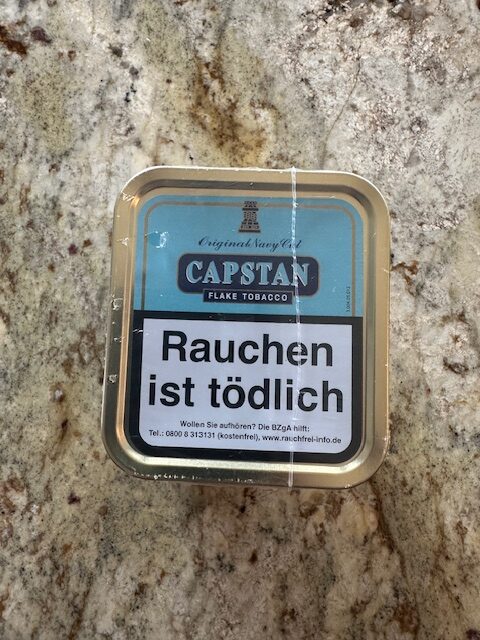 Original Navy Cut
CAPSTAN
FLAKE TOBACCO
Rauchen
ist tödlich
Wollen Sie aufhören? Die BZgA hilft:
Tel.: 0800 8 313131 (kostenfrei), www.rauchfrei-info.de